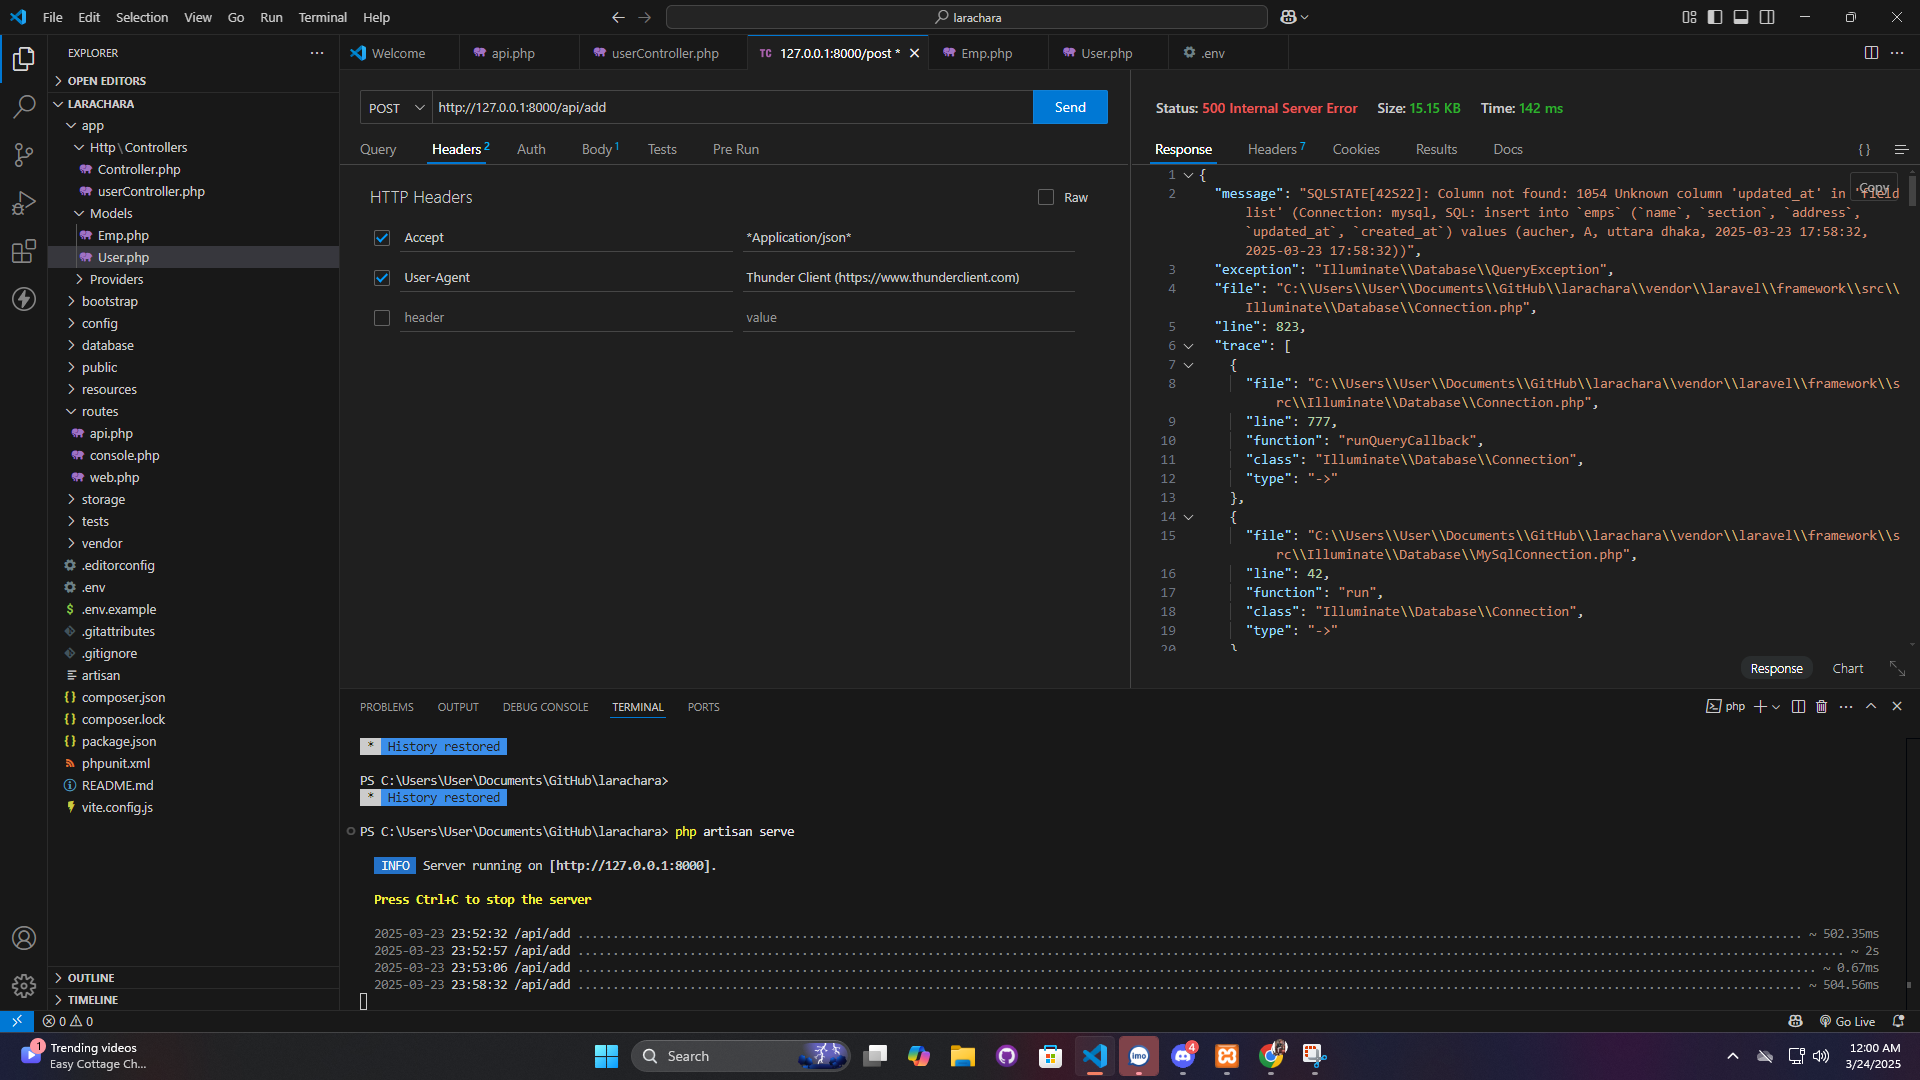 File Edit Selection View Go Run Terminal Help
larachara
EXPLORER
OPEN EDITORS
LARACHARA
app
Http\Controllers
Controller.php
userController.php
Models
Emp.php
User.php
Providers
bootstrap
config
database
public
resources
routes
api.php
console.php
web.php
storage
tests
vendor
.editorconfig
.env
.env.example
.gitattributes
.gitignore
artisan
composer.json
composer.lock
package.json
phpunit.xml
README.md
vite.config.js
OUTLINE
TIMELINE
Welcome
api.php
userController.php
TC 127.0.0.1:8000/post *
Emp.php
User.php
.env
POST http://127.0.0.1:8000/api/add Send
Query Headers 2 Auth Body 1 Tests Pre Run
HTTP Headers Raw
Accept *Application/json*
User-Agent Thunder Client (https://www.thunderclient.com)
header value
Status: 500 Internal Server Error Size: 15.15 KB Time: 142 ms
Response Headers 7 Cookies Results Docs { }
Copy
1 {
2 "message": "SQLSTATE[42S22]: Column not found: 1054 Unknown column 'updated_at' in 'field
list' (Connection: mysql, SQL: insert into `emps` (`name`, `section`, `address`,
`updated_at`, `created_at`) values (aucher, A, uttara dhaka, 2025-03-23 17:58:32,
2025-03-23 17:58:32))",
3 "exception": "Illuminate\\Database\\QueryException",
4 "file": "C:\\Users\\User\\Documents\\GitHub\\larachara\\vendor\\laravel\\framework\\src\\
Illuminate\\Database\\Connection.php",
5 "line": 823,
6 "trace": [
7 {
8 "file": "C:\\Users\\User\\Documents\\GitHub\\larachara\\vendor\\laravel\\framework\\s
rc\\Illuminate\\Database\\Connection.php",
9 "line": 777,
10 "function": "runQueryCallback",
11 "class": "Illuminate\\Database\\Connection",
12 "type": "->"
13 },
14 {
15 "file": "C:\\Users\\User\\Documents\\GitHub\\larachara\\vendor\\laravel\\framework\\s
rc\\Illuminate\\Database\\MySqlConnection.php",
16 "line": 42,
17 "function": "run",
18 "class": "Illuminate\\Database\\Connection",
19 "type": "->"
20 }
Response Chart
PROBLEMS OUTPUT DEBUG CONSOLE TERMINAL PORTS
php
* History restored
PS C:\Users\User\Documents\GitHub\larachara>
* History restored
PS C:\Users\User\Documents\GitHub\larachara> php artisan serve
INFO Server running on [http://127.0.0.1:8000].
Press Ctrl+C to stop the server
2025-03-23 23:52:32 /api/add ........ ~ 502.35ms
2025-03-23 23:52:57 /api/add ........ ~ 2s
2025-03-23 23:53:06 /api/add ........ ~ 0.67ms
2025-03-23 23:58:32 /api/add ........ ~ 504.56ms
0 0
Go Live
1
Trending videos
Easy Cottage Ch...
Search
imo
4
12:00 AM
3/24/2025